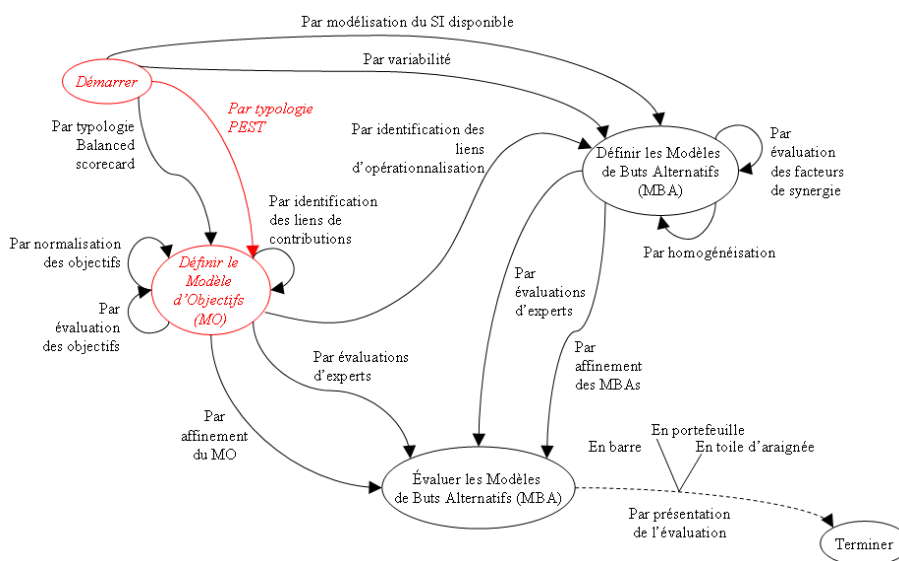 Par modélisation du SI disponible
Par variabilité
Démarrer
Par typologie
PEST
Par typologie
Balanced
scorecard
Par identification des
liens
d'opérationnalisation
Définir les Modèles
de Buts Alternatifs
(MBA)
Par
évaluation
des facteurs
de synergie
Par identification
des liens de
contributions
Par normalisation
des objectifs
Par homogénéisation
Définir le
Modèle
d'Objectifs
(MO)
Par
évaluation
des objectifs
Par
évaluations
d'experts
Par évaluations
d'experts
Par
affinement
des MBAs
Par
affinement
du MO
En portefeuille
En barre
En toile d'araignée
Évaluer les Modèles
de Buts Alternatifs (MBA)
Par présentation
de l'évaluation
Terminer